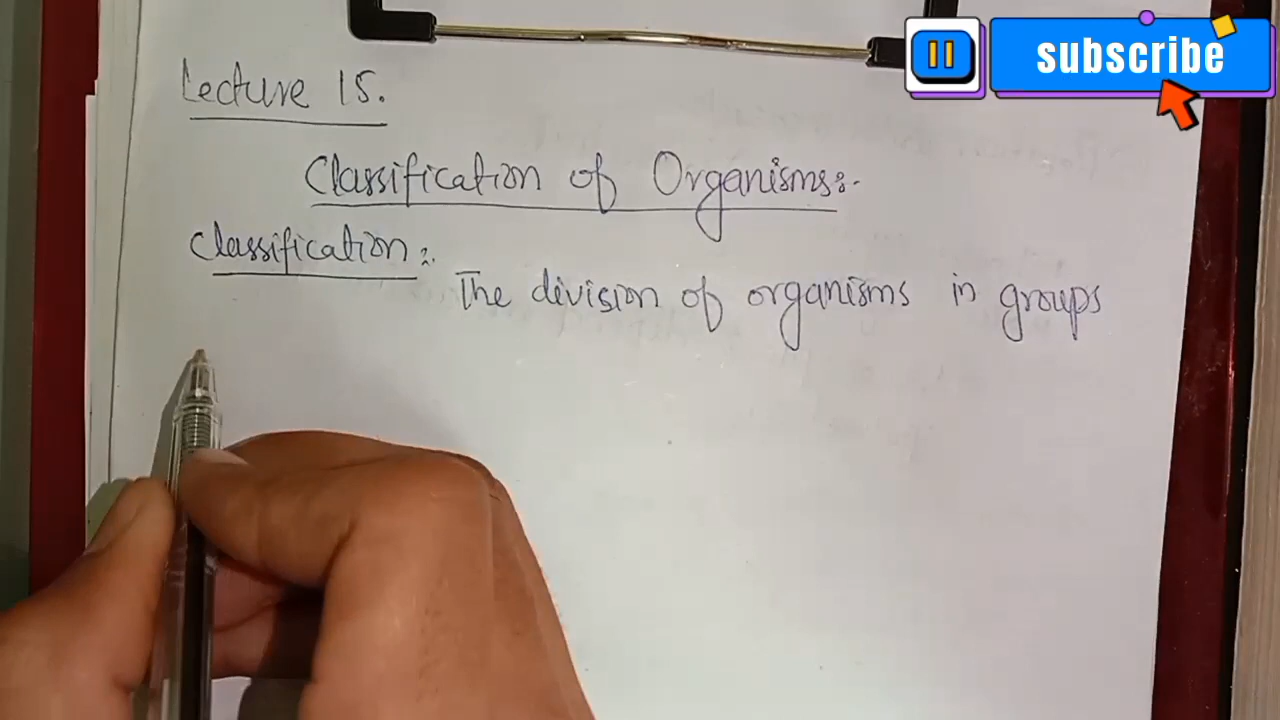 subscribe
Lecture 15.
Classification of Organisms:-
Classification:-
The division of organisms in groups